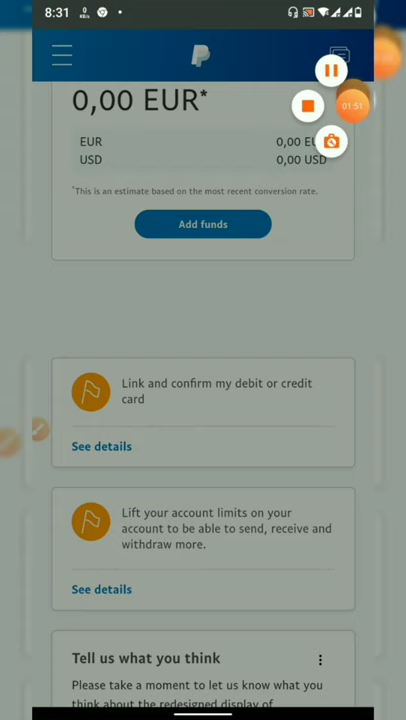 8:31
0
KB/s
01:51
0,00 EUR*
EUR 0,00
USD 0,00 USD
*This is an estimate based on the most recent conversion rate.
Add funds
Link and confirm my debit or credit
card
See details
Lift your account limits on your
account to be able to send, receive and
withdraw more.
See details
Tell us what you think
Please take a moment to let us know what you
think about the redesigned display of